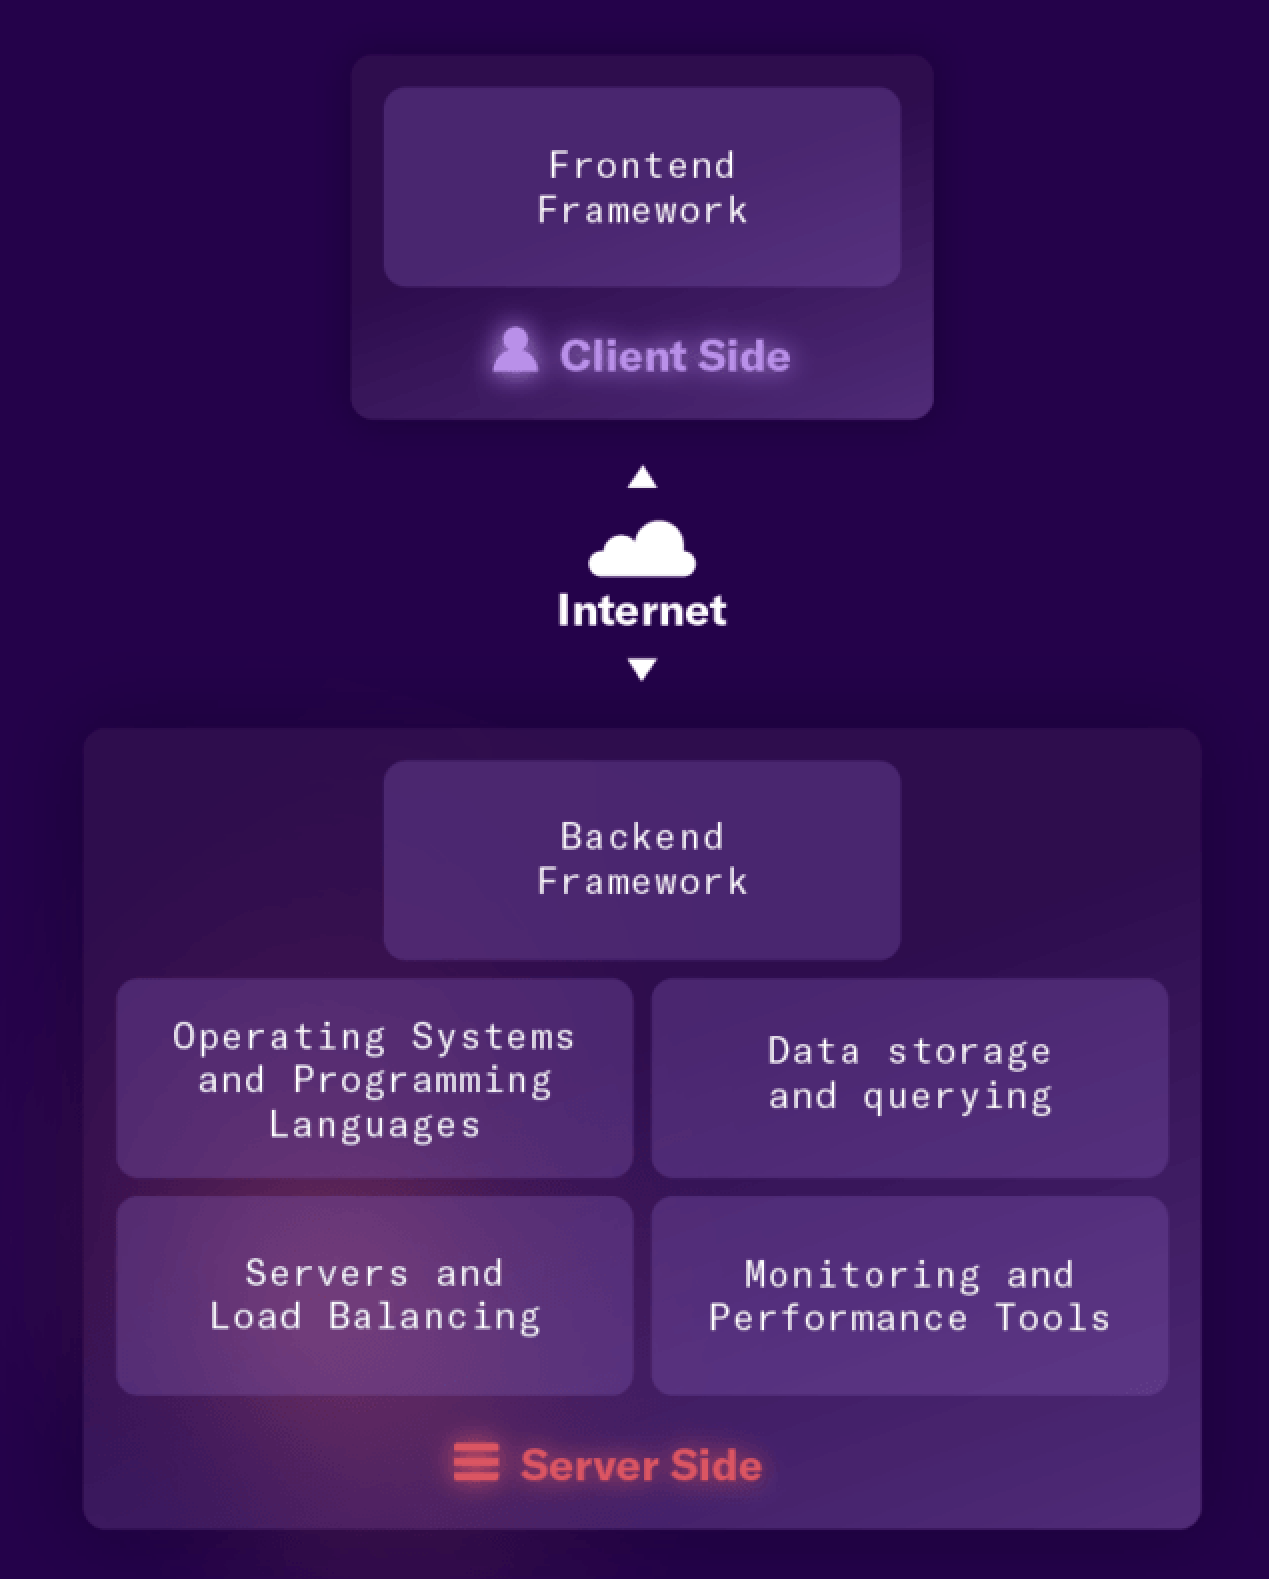 Frontend
Framework
Client Side
Internet
Backend
Framework
Operating Systems
and Programming
Languages
Data storage
and querying
Servers and
Load Balancing
Monitoring and
Performance Tools
Server Side